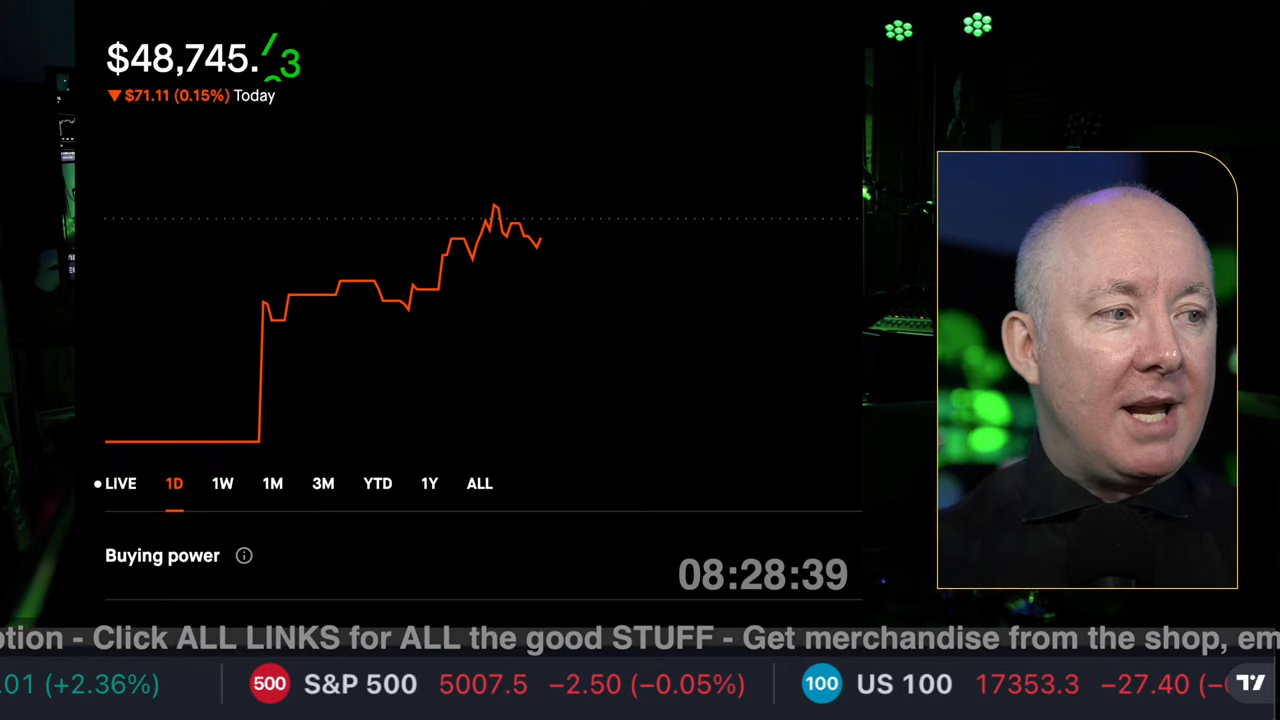 $48,745.
▼ $71.11 (0.15%) Today
LIVE 1D 1W 1M 3M YTD 1Y ALL
Buying power
08:28:39
- Click ALL LINKS for ALL the good STUFF - Get merchandise from the shop,
.01 (+2.36%) 500 S&P 500 5007.5 −2.50 (−0.05%) 100 US 100 17353.3 −27.40